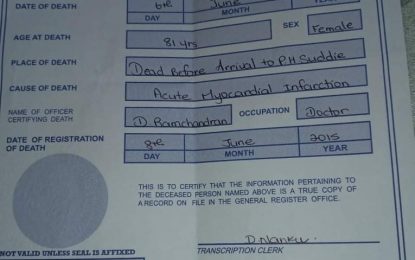 DATE OF DEATH 6th June
DAY MONTH YEAR
AGE AT DEATH 81 yrs SEX Female
PLACE OF DEATH Dead Before Arrival to P.H Suddie
CAUSE OF DEATH Acute Myocardial Infarction
NAME OF OFFICER CERTIFYING DEATH D. Ramchandran OCCUPATION Doctor
DATE OF REGISTRATION OF DEATH 8th June 2015
DAY MONTH YEAR
THIS IS TO CERTIFY THAT THE INFORMATION PERTAINING TO
THE DECEASED PERSON NAMED ABOVE IS A TRUE COPY OF
A RECORD ON FILE IN THE GENERAL REGISTER OFFICE.
D. Nanku
NOT VALID UNLESS SEAL IS AFFIXED
TRANSCRIPTION CLERK